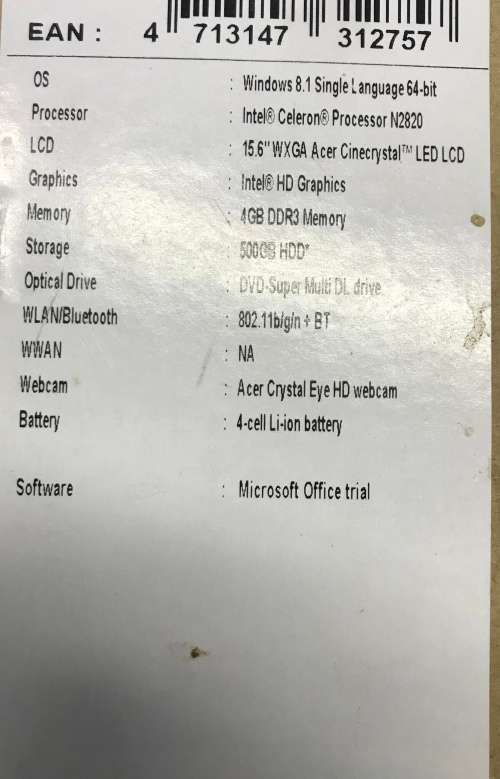 EAN : 4 713147 312757
OS : Windows 8.1 Single Language 64-bit
Processor : Intel® Celeron® Processor N2820
LCD : 15.6" WXGA Acer Cinecrystal™ LED LCD
Graphics : Intel® HD Graphics
Memory : 4GB DDR3 Memory
Storage : 500GB HDD*
Optical Drive : DVD-Super Multi DL drive
WLAN/Bluetooth : 802.11b/g/n + BT
WWAN : NA
Webcam : Acer Crystal Eye HD webcam
Battery : 4-cell Li-ion battery
Software : Microsoft Office trial